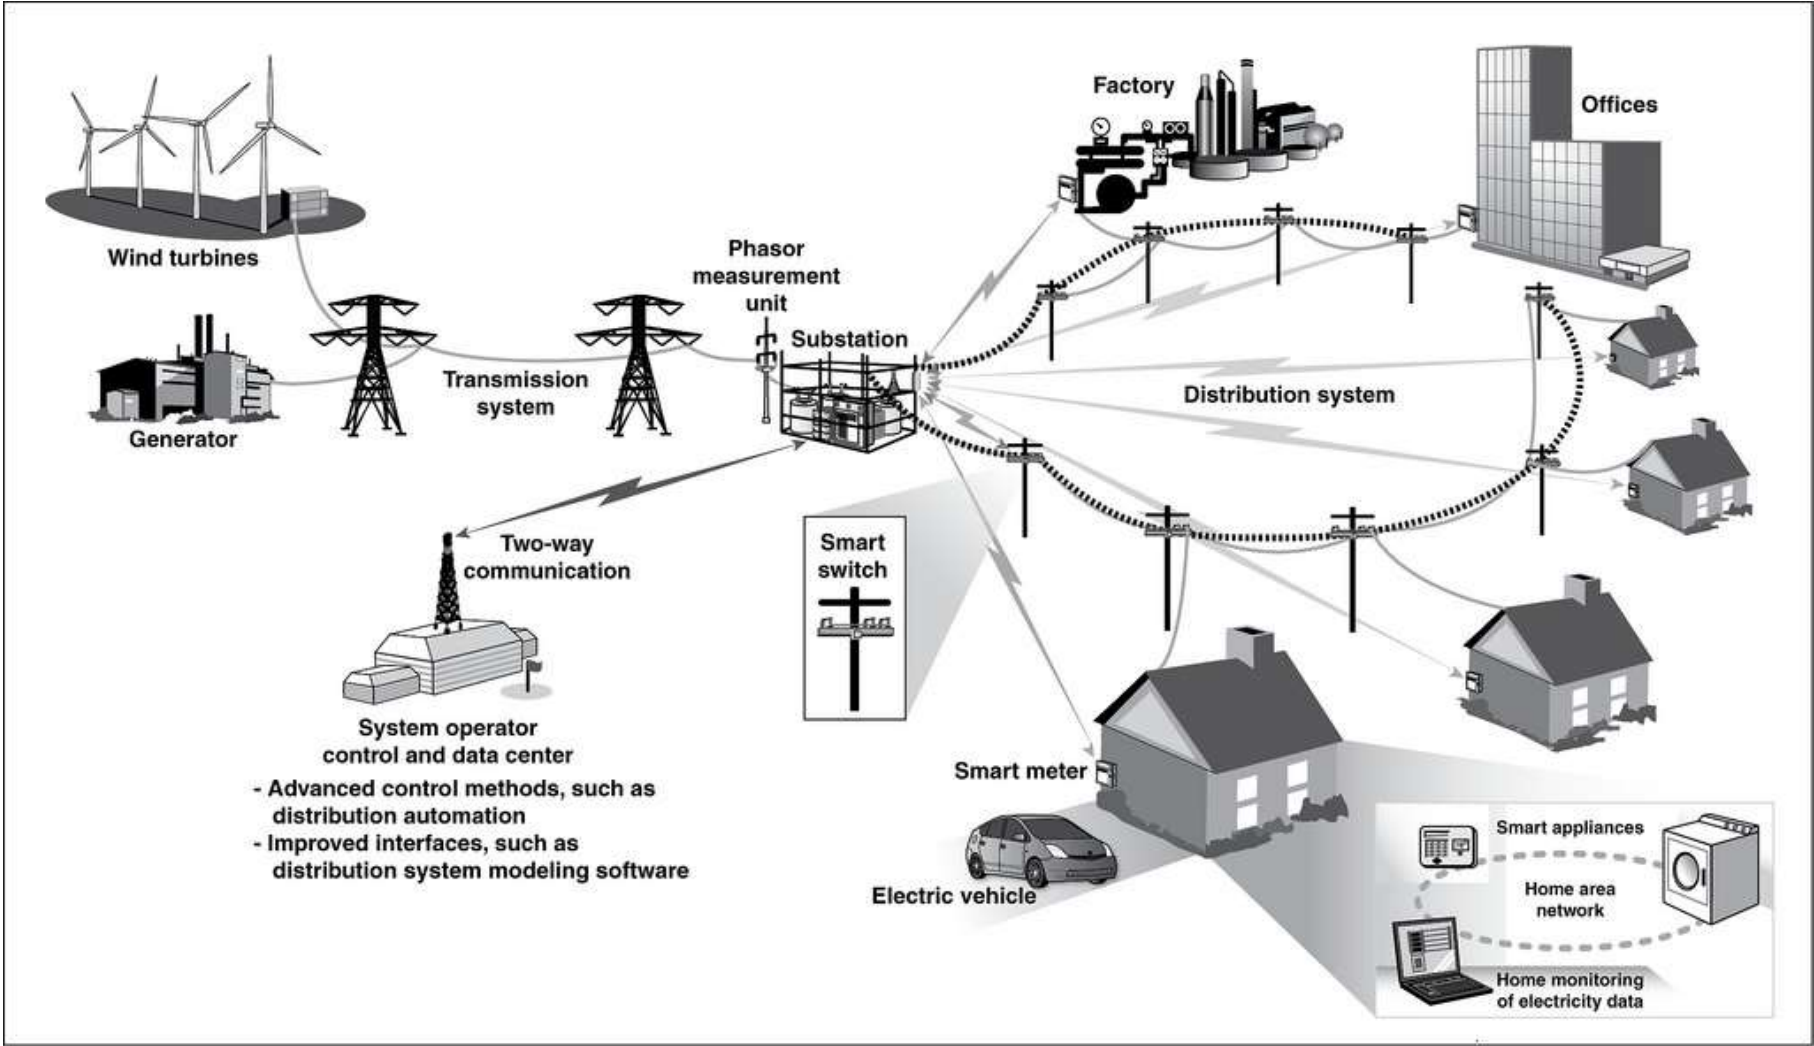 Factory
Offices
Wind turbines
Phasor
measurement
unit
Substation
Transmission
system
Distribution system
Generator
Two-way
communication
Smart
switch
System operator
control and data center
- Advanced control methods, such as
distribution automation
- Improved interfaces, such as
distribution system modeling software
Smart meter
Electric vehicle
Smart appliances
Home area
network
Home monitoring
of electricity data